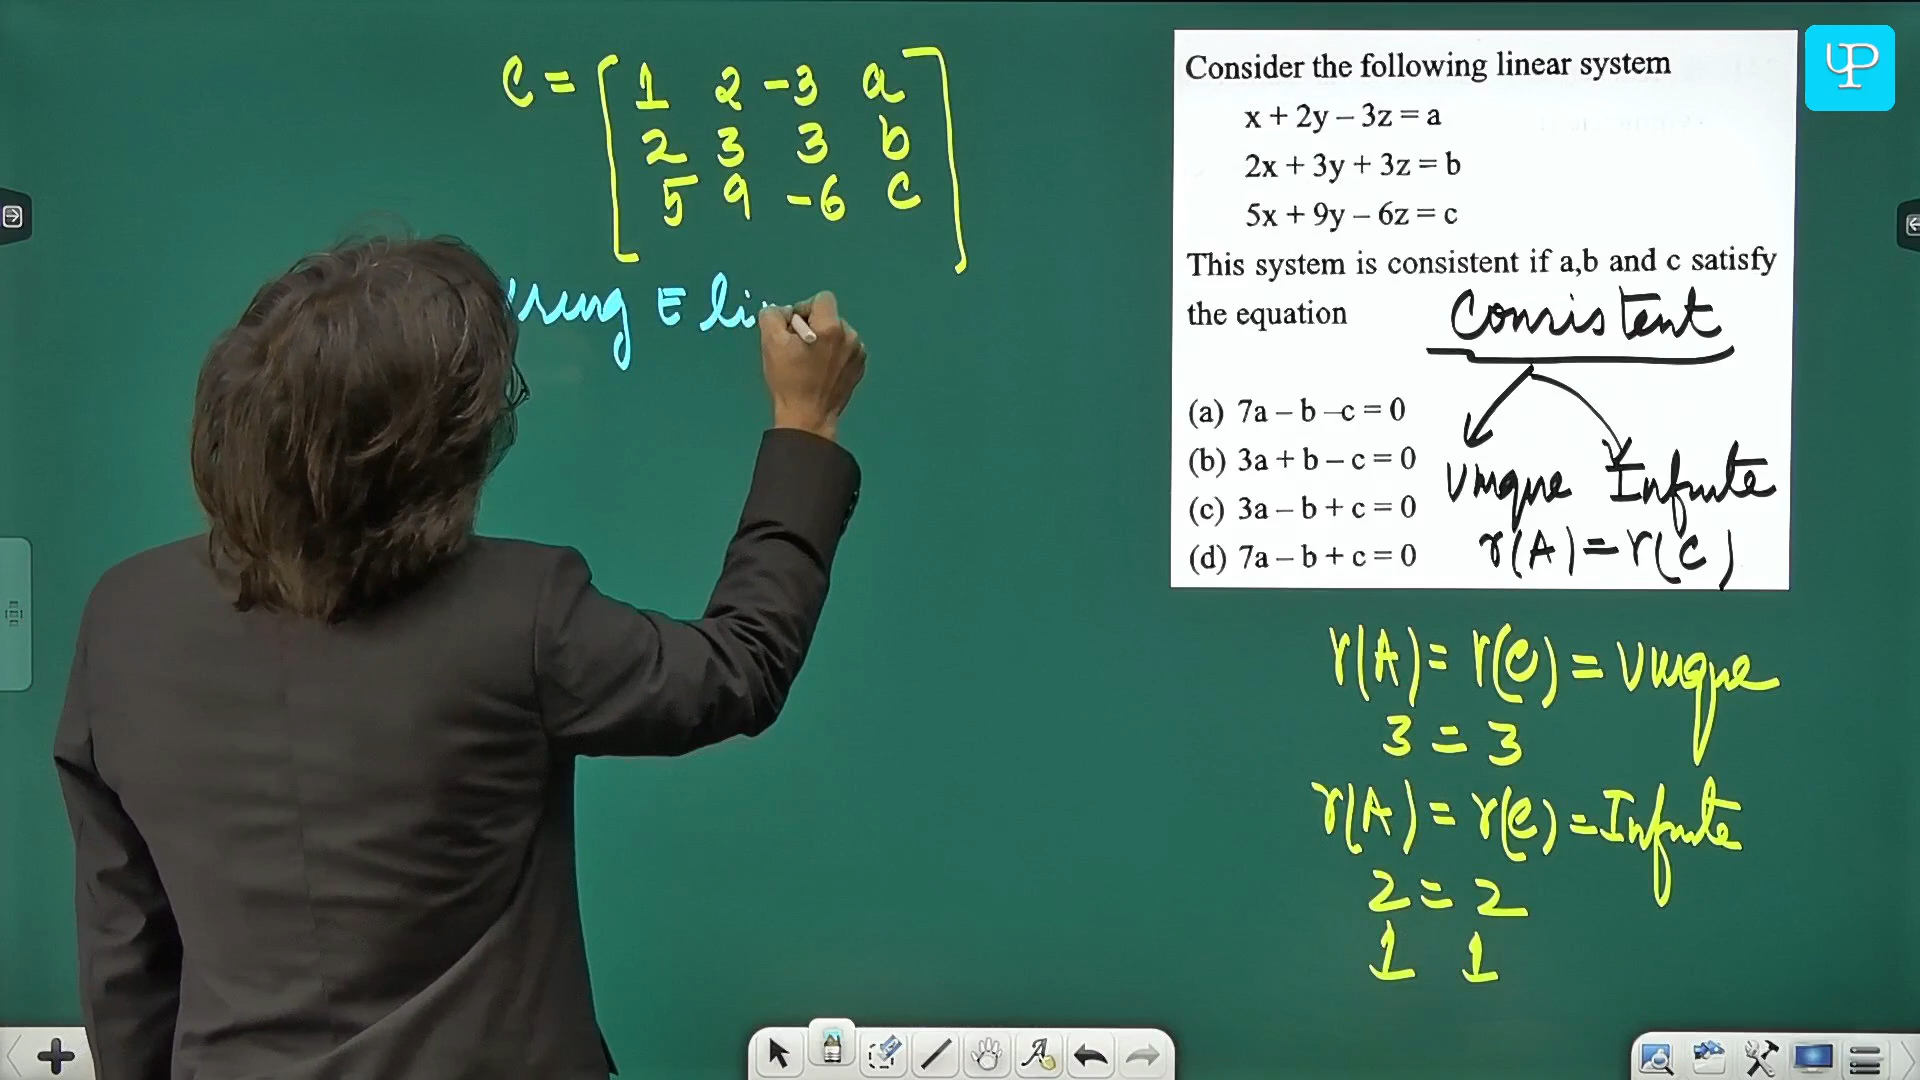 C = [ 1 2 -3 a
2 3 3 b
5 9 -6 c ]
using Eli
Consider the following linear system
x + 2y – 3z = a
2x + 3y + 3z = b
5x + 9y – 6z = c
This system is consistent if a,b and c satisfy
the equation
Consistent
(a) 7a – b – c = 0
(b) 3a + b – c = 0
(c) 3a – b + c = 0
(d) 7a – b + c = 0
Unique Infinite
r(A) = r(C)
r(A) = r(C) = Unique
3 = 3
r(A) = r(C) = Infinite
2 = 2
1 1